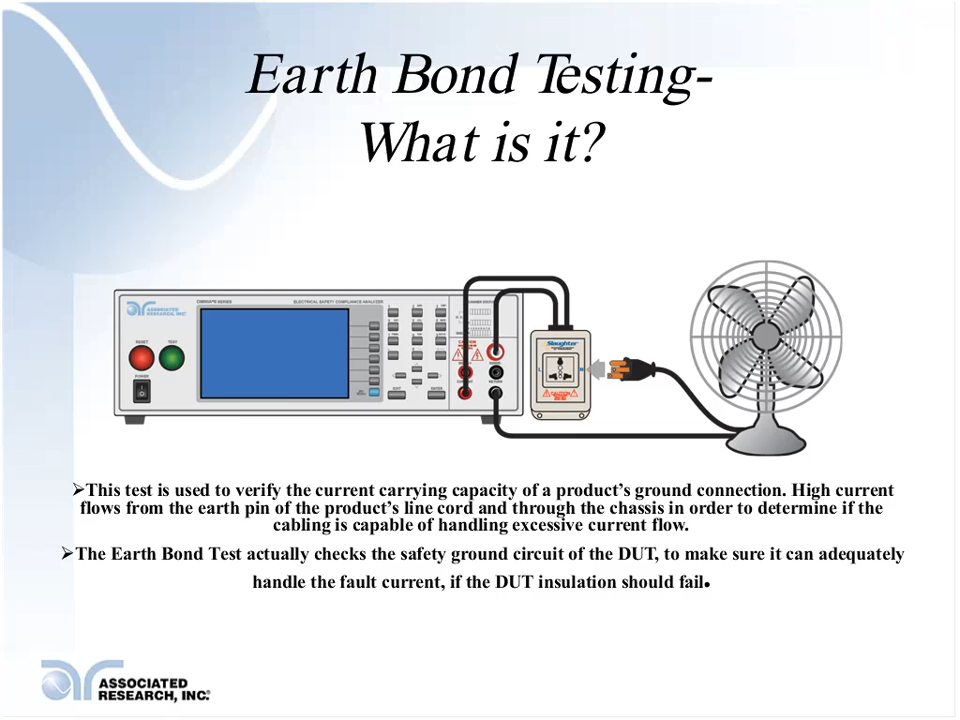 Earth Bond Testing-
What is it?
ASSOCIATED
RESEARCH, INC.
OMNIA® SERIES
ELECTRICAL SAFETY COMPLIANCE ANALYZER
RESET
TEST
POWER
EXIT
ENTER
RETURN
Slaughter
L
N
CAUTION
➢This test is used to verify the current carrying capacity of a product’s ground connection. High current
flows from the earth pin of the product’s line cord and through the chassis in order to determine if the
cabling is capable of handling excessive current flow.
➢The Earth Bond Test actually checks the safety ground circuit of the DUT, to make sure it can adequately
handle the fault current, if the DUT insulation should fail.
ASSOCIATED
RESEARCH, INC.®